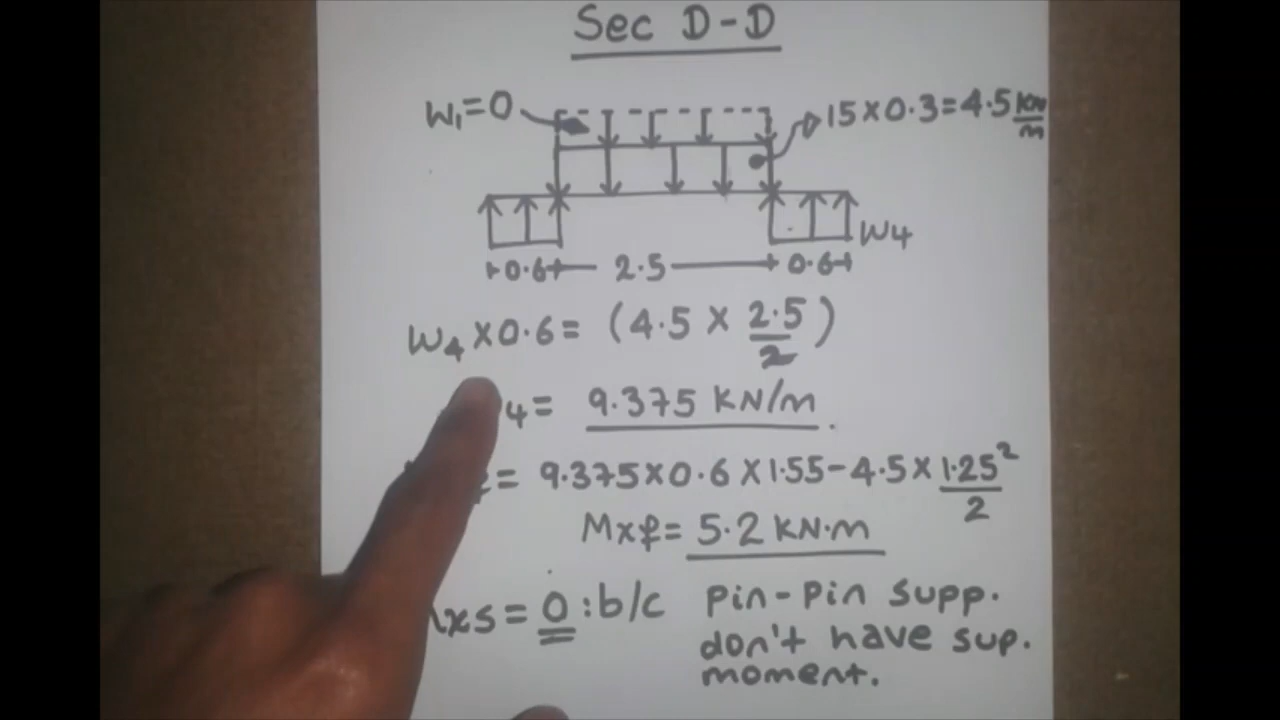 Sec D-D
W₁=0
15×0.3=4.5 KN/m
W4
0.6 2.5 0.6
W₄×0.6= (4.5 × 2.5/2)
4= 9.375 KN/m.
= 9.375×0.6×1.55-4.5×1.25²/2
Mxf= 5.2 KN·m
xs = 0 :b/c pin-pin supp.
don't have sup.
moment.